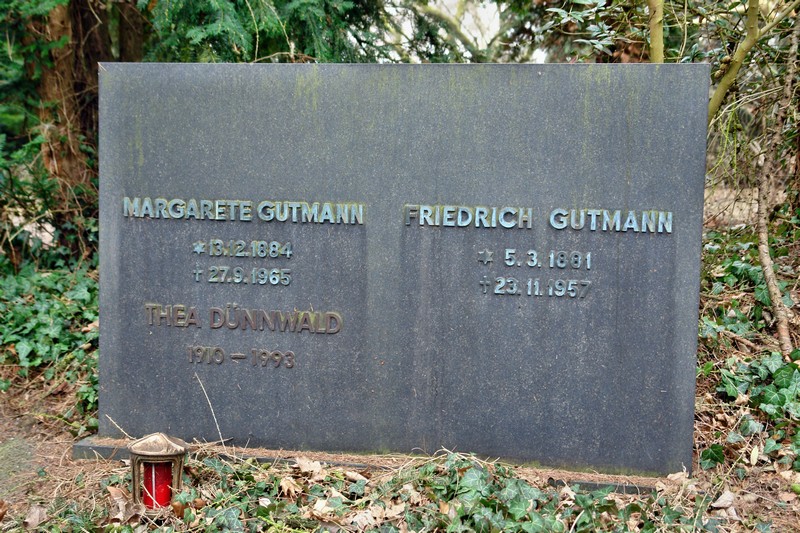 MARGARETE GUTMANN
* 13.12.1884
† 27.9.1965
THEA DÜNNWALD
1910 – 1993
FRIEDRICH GUTMANN
* 5.3.1881
† 23.11.1957